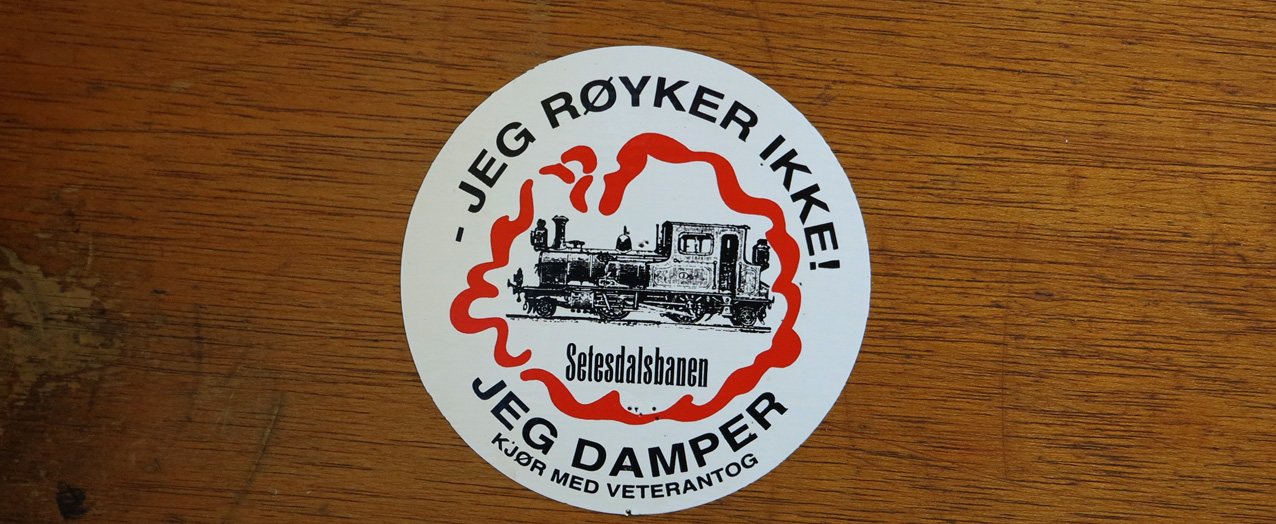 - JEG RØYKER IKKE!
Setesdalsbanen
JEG DAMPER
KJØR MED VETERANTOG